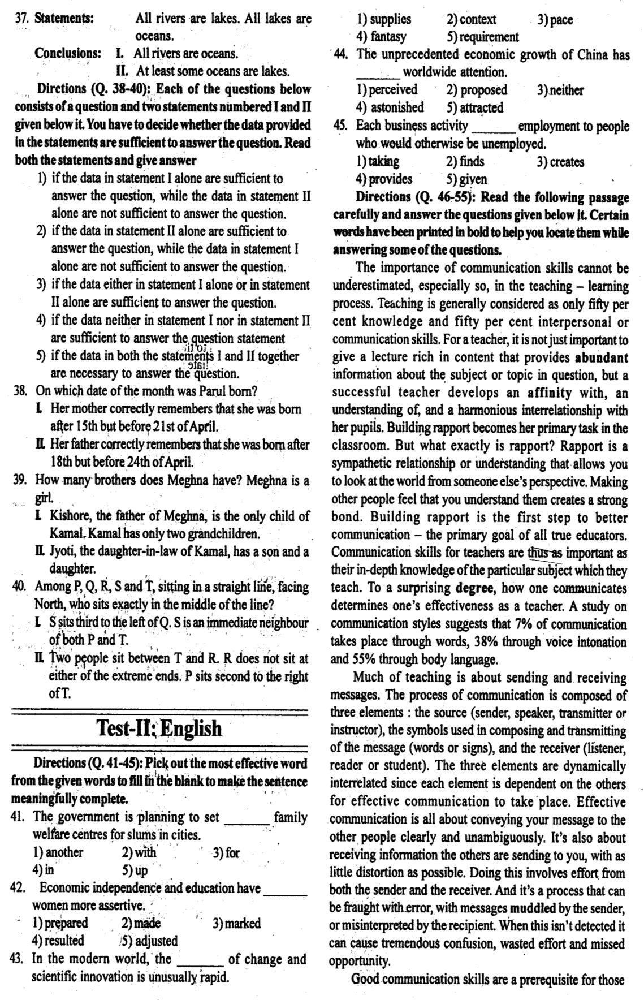 37. Statements: All rivers are lakes. All lakes are
oceans.
Conclusions: I. All rivers are oceans.
II. At least some oceans are lakes.
Dirctions (Q. 38-40): Each of the questions below
consists of a question and two statements numbered I and II
given below it. You have to decide whether the data provided
in the statements are sufficient to answer the question. Read
both the statements and give answer
1) if the data in statement I alone are sufficient to
answer the question, while the data in statement II
alone are not sufficient to answer the question.
2) if the data in statement II alone are sufficient to
answer the question, while the data in statement I
alone are not sufficient to answer the question.
3) if the data either in statement I alone or in statement
II alone are sufficient to answer the question.
4) if the data neither in statement I nor in statement II
are sufficient to answer the question statement
5) if the data in both the statements I and II together
are necessary to answer the question.
38. On which date of the month was Parul born?
I. Her mother correctly remembers that she was born
after 15th but before 21st of April.
II. Her father correctly remembers that she was born after
18th but before 24th of April.
39. How many brothers does Meghna have? Meghna is a
girl.
I. Kishore, the father of Meghna, is the only child of
Kamal. Kamal has only two grandchildren.
II. Jyoti, the daughter-in-law of Kamal, has a son and a
daughter.
40. Among P, Q, R, S and T, sitting in a straight line, facing
North, who sits exactly in the middle of the line?
I. S sits third to the left of Q. S is an immediate neighbour
of both P and T.
II. Two people sit between T and R. R does not sit at
either of the extreme ends. P sits second to the right
of T.
Test-II: English
Directions (Q. 41-45): Pick out the most effective word
from the given words to fill in the blank to make the sentence
meaningfully complete.
41. The government is planning to set ________ family
welfare centres for slums in cities.
1) another 2) with 3) for
4) in 5) up
42. Economic independence and education have ________
women more assertive.
1) prepared 2) made 3) marked
4) resulted 5) adjusted
43. In the modern world, the ________ of change and
scientific innovation is unusually rapid.
1) supplies 2) context 3) pace
4) fantasy 5) requirement
44. The unprecedented economic growth of China has
________ worldwide attention.
1) perceived 2) proposed 3) neither
4) astonished 5) attracted
45. Each business activity ________ employment to people
who would otherwise be unemployed.
1) taking 2) finds 3) creates
4) provides 5) given
Directions (Q. 46-55): Read the following passage
carefully and answer the questions given below it. Certain
words have been printed in bold to help you locate them while
answering some of the questions.
The importance of communication skills cannot be
underestimated, especially so, in the teaching – learning
process. Teaching is generally considered as only fifty per
cent knowledge and fifty per cent interpersonal or
communication skills. For a teacher, it is not just important to
give a lecture rich in content that provides abundant
information about the subject or topic in question, but a
successful teacher develops an affinity with, an
understanding of, and a harmonious interrelationship with
her pupils. Building rapport becomes her primary task in the
classroom. But what exactly is rapport? Rapport is a
sympathetic relationship or understanding that allows you
to look at the world from someone else's perspective. Making
other people feel that you understand them creates a strong
bond. Building rapport is the first step to better
communication – the primary goal of all true educators.
Communication skills for teachers are thus as important as
their in-depth knowledge of the particular subject which they
teach. To a surprising degree, how one communicates
determines one's effectiveness as a teacher. A study on
communication styles suggests that 7% of communication
takes place through words, 38% through voice intonation
and 55% through body language.
Much of teaching is about sending and receiving
messages. The process of communication is composed of
three elements : the source (sender, speaker, transmitter or
instructor), the symbols used in composing and transmitting
of the message (words or signs), and the receiver (listener,
reader or student). The three elements are dynamically
interrelated since each element is dependent on the others
for effective communication to take place. Effective
communication is all about conveying your message to the
other people clearly and unambiguously. It's also about
receiving information the others are sending to you, with as
little distortion as possible. Doing this involves effort from
both the sender and the receiver. And it's a process that can
be fraught with error, with messages muddled by the sender,
or misinterpreted by the recipient. When this isn't detected it
can cause tremendous confusion, wasted effort and missed
opportunity.
Good communication skills are a prerequisite for those